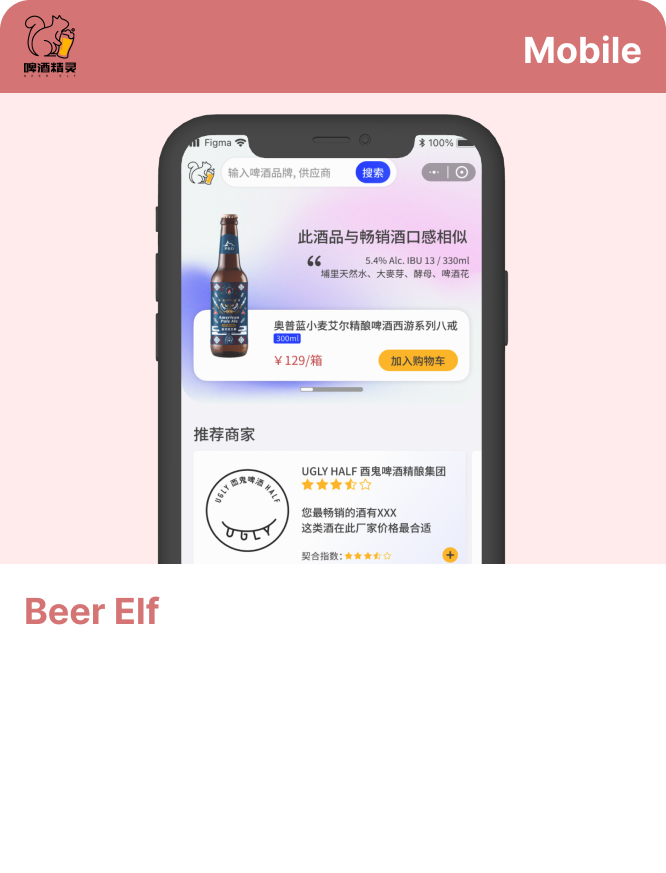 啤酒精灵
BEER ELF
Mobile
Figma
100%
输入啤酒品牌, 供应商
搜索
此酒品与畅销酒口感相似
“
5.4% Alc. IBU 13 / 330ml
埔里天然水、大麥芽、酵母、啤酒花
American
Pale Ale
奥普蓝小麦艾尔精酿啤酒西游系列八戒
300ml
￥129/箱
加入购物车
推荐商家
UGLY 酉鬼啤酒 HALF
UGLY
UGLY HALF 酉鬼啤酒精酿集团
您最畅销的酒有XXX
这类酒在此厂家价格最合适
契合指数:
Beer Elf